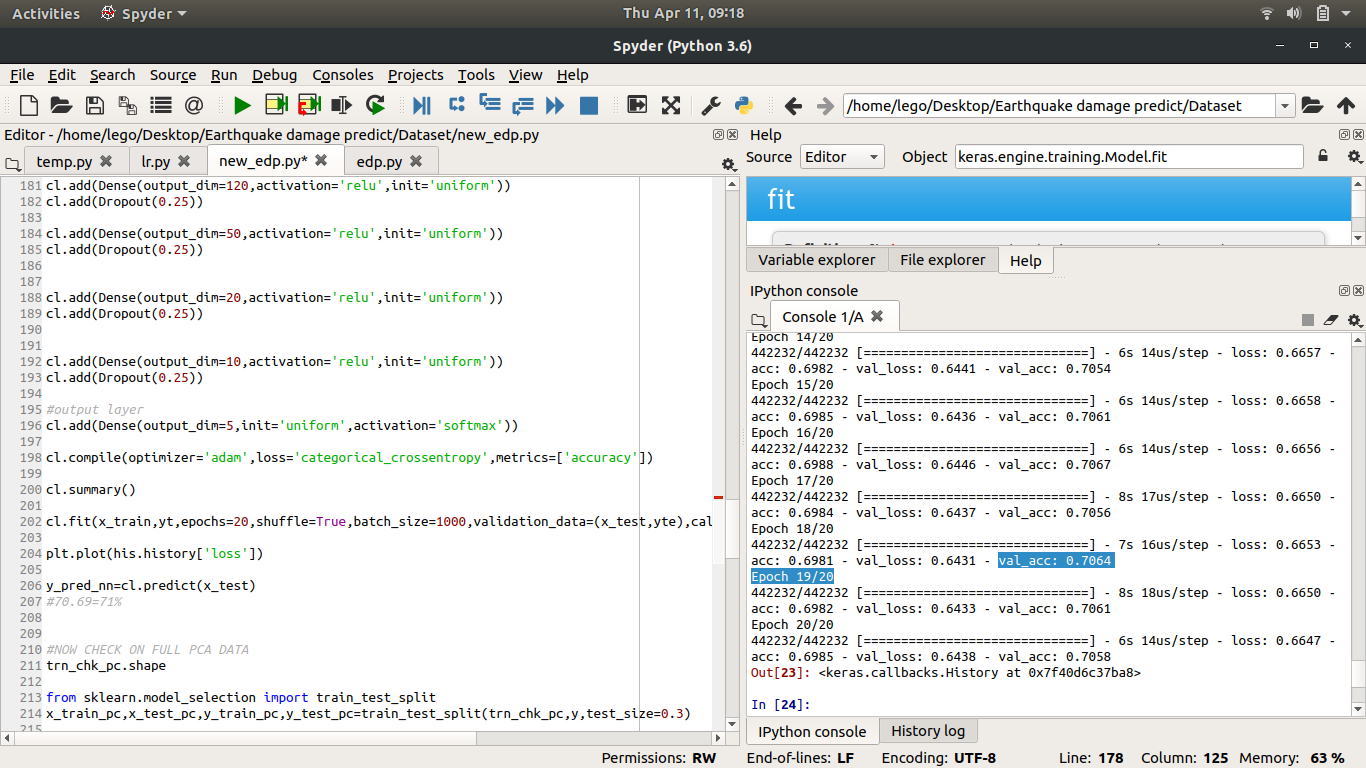 Activities Spyder Thu Apr 11, 09:18
Spyder (Python 3.6)
File Edit Search Source Run Debug Consoles Projects Tools View Help
/home/lego/Desktop/Earthquake damage predict/Dataset
Editor - /home/lego/Desktop/Earthquake damage predict/Dataset/new_edp.py
temp.py lr.py new_edp.py* edp.py
181 cl.add(Dense(output_dim=120,activation='relu',init='uniform'))
182 cl.add(Dropout(0.25))
183
184 cl.add(Dense(output_dim=50,activation='relu',init='uniform'))
185 cl.add(Dropout(0.25))
186
187
188 cl.add(Dense(output_dim=20,activation='relu',init='uniform'))
189 cl.add(Dropout(0.25))
190
191
192 cl.add(Dense(output_dim=10,activation='relu',init='uniform'))
193 cl.add(Dropout(0.25))
194
195 #output layer
196 cl.add(Dense(output_dim=5,init='uniform',activation='softmax'))
197
198 cl.compile(optimizer='adam',loss='categorical_crossentropy',metrics=['accuracy'])
199
200 cl.summary()
201
202 cl.fit(x_train,yt,epochs=20,shuffle=True,batch_size=1000,validation_data=(x_test,yte),cal
203
204 plt.plot(his.history['loss'])
205
206 y_pred_nn=cl.predict(x_test)
207 #70.69=71%
208
209
210 #NOW CHECK ON FULL PCA DATA
211 trn_chk_pc.shape
212
213 from sklearn.model_selection import train_test_split
214 x_train_pc,x_test_pc,y_train_pc,y_test_pc=train_test_split(trn_chk_pc,y,test_size=0.3)
215
Help
Source Editor Object keras.engine.training.Model.fit
fit
Variable explorer File explorer Help
IPython console
Console 1/A
Epoch 14/20
442232/442232 [==============================] - 6s 14us/step - loss: 0.6657 -
acc: 0.6982 - val_loss: 0.6441 - val_acc: 0.7054
Epoch 15/20
442232/442232 [==============================] - 6s 14us/step - loss: 0.6658 -
acc: 0.6985 - val_loss: 0.6436 - val_acc: 0.7061
Epoch 16/20
442232/442232 [==============================] - 6s 14us/step - loss: 0.6656 -
acc: 0.6988 - val_loss: 0.6446 - val_acc: 0.7067
Epoch 17/20
442232/442232 [==============================] - 8s 17us/step - loss: 0.6650 -
acc: 0.6984 - val_loss: 0.6437 - val_acc: 0.7056
Epoch 18/20
442232/442232 [==============================] - 7s 16us/step - loss: 0.6653 -
acc: 0.6981 - val_loss: 0.6431 - val_acc: 0.7064
Epoch 19/20
442232/442232 [==============================] - 8s 18us/step - loss: 0.6650 -
acc: 0.6982 - val_loss: 0.6433 - val_acc: 0.7061
Epoch 20/20
442232/442232 [==============================] - 6s 14us/step - loss: 0.6647 -
acc: 0.6985 - val_loss: 0.6438 - val_acc: 0.7058
Out[23]: <keras.callbacks.History at 0x7f40d6c37ba8>
In [24]:
IPython console History log
Permissions: RW End-of-lines: LF Encoding: UTF-8 Line: 178 Column: 125 Memory: 63 %